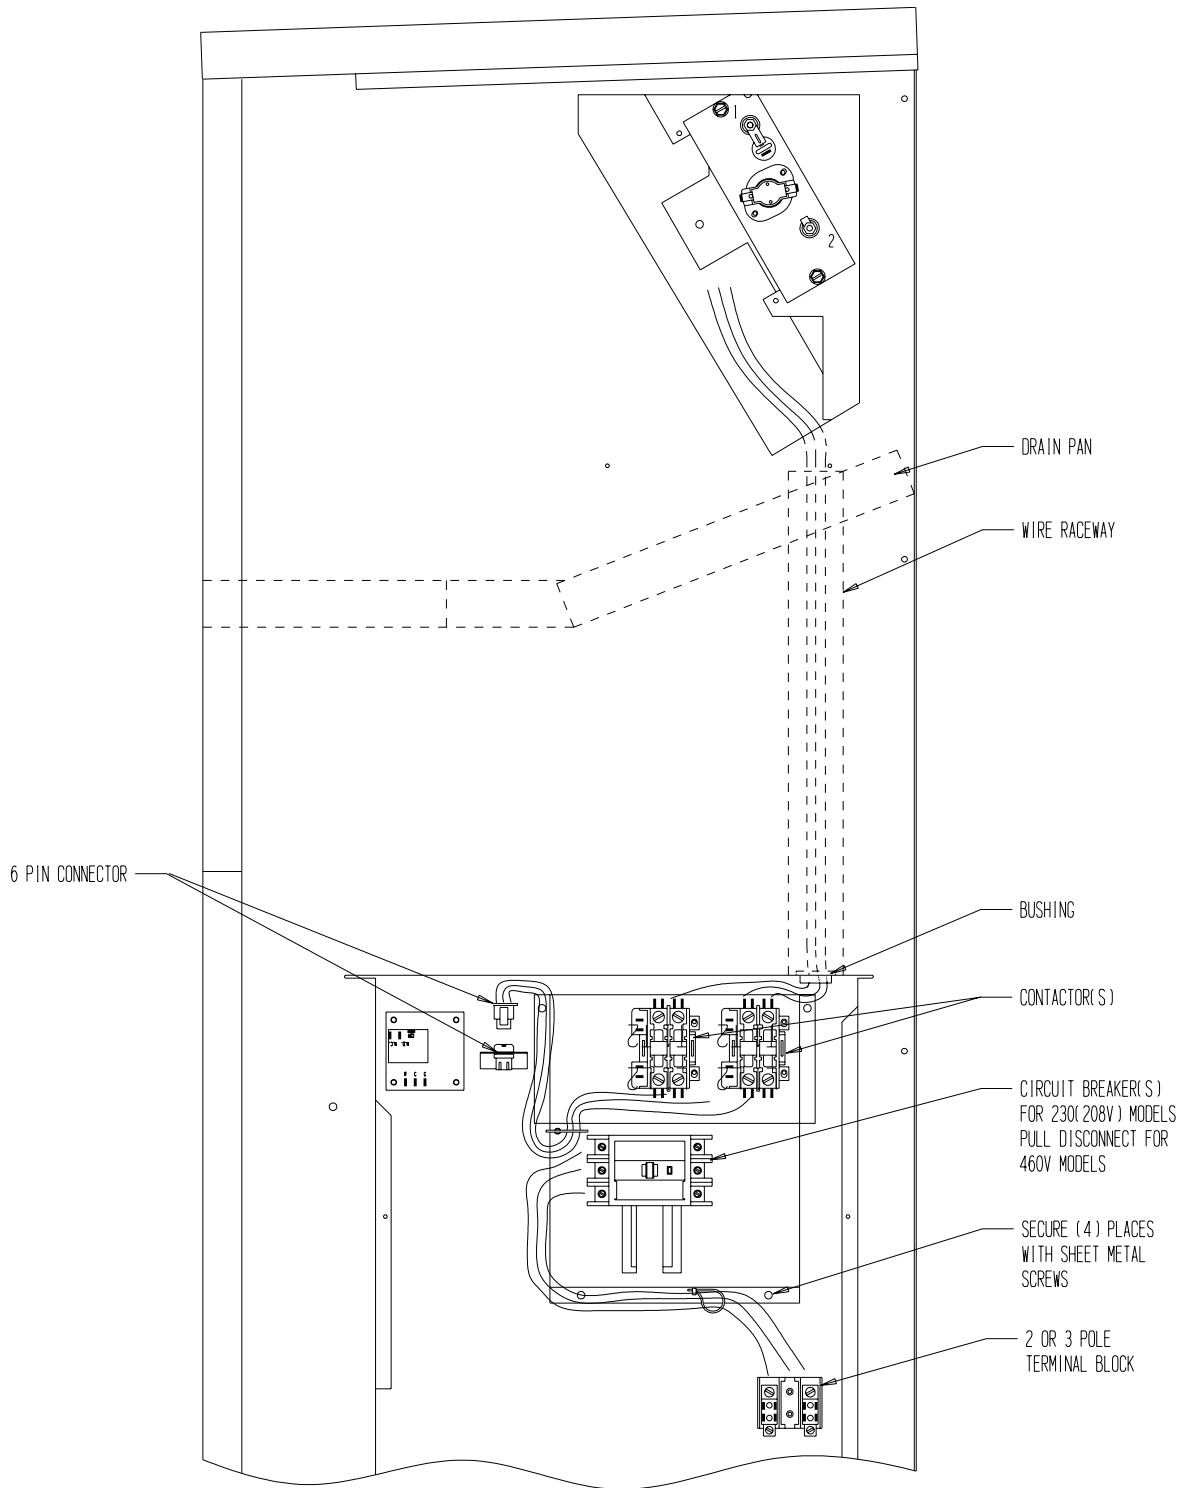 1
2
DRAIN PAN
WIRE RACEWAY
6 PIN CONNECTOR
BUSHING
CONTACTOR(S)
CIRCUIT BREAKER(S)
FOR 230(208V) MODELS
PULL DISCONNECT FOR
460V MODELS
SECURE (4) PLACES
WITH SHEET METAL
SCREWS
2 OR 3 POLE
TERMINAL BLOCK